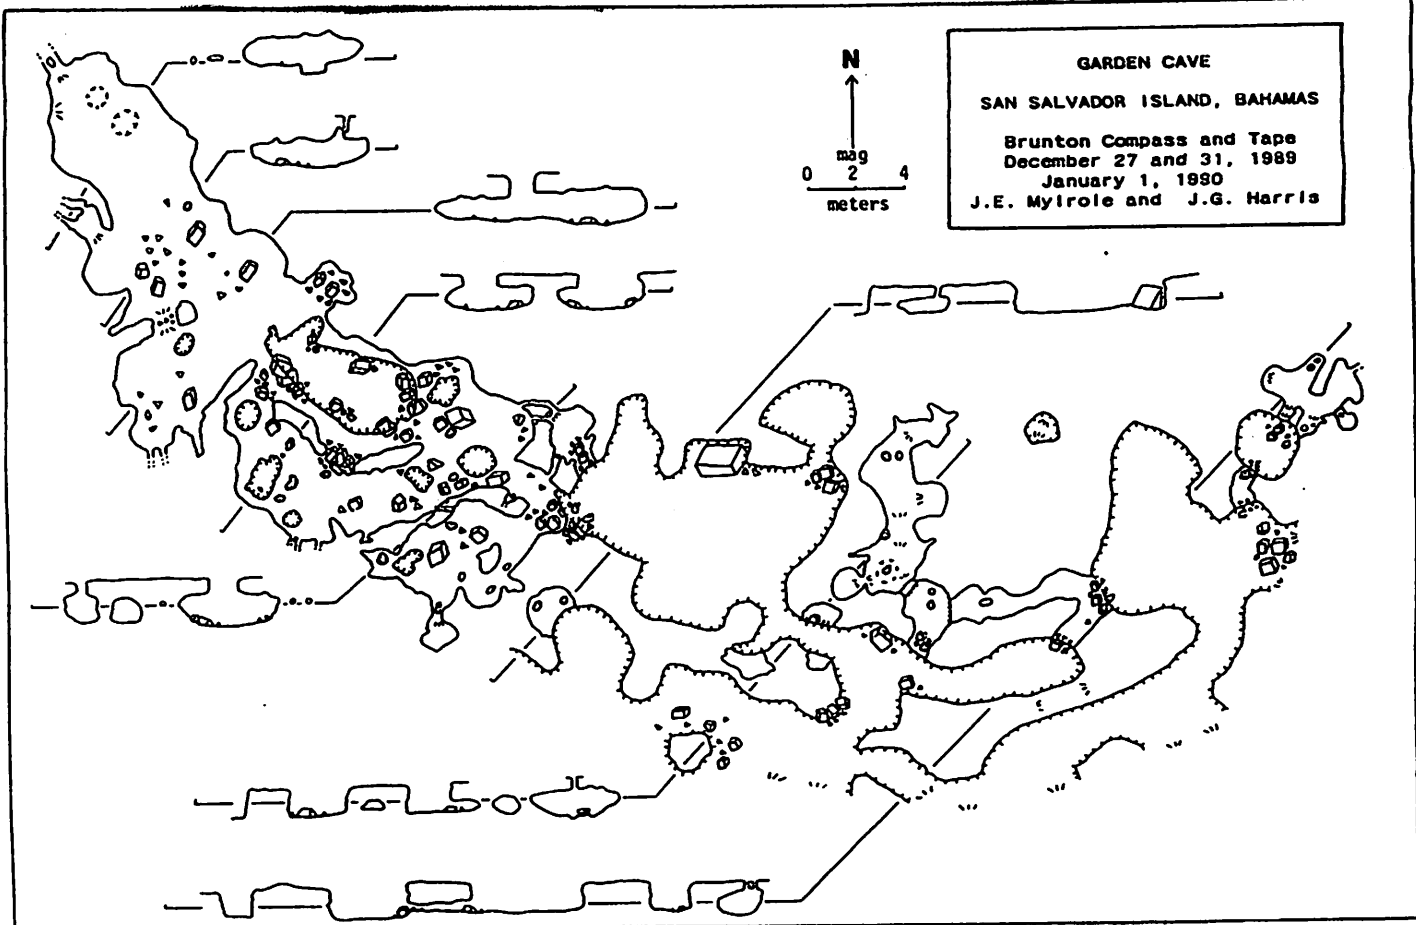 N
mag
0 2 4
meters
GARDEN CAVE
SAN SALVADOR ISLAND, BAHAMAS
Brunton Compass and Tape
December 27 and 31, 1989
January 1, 1990
J.E. Mylroie and J.G. Harris